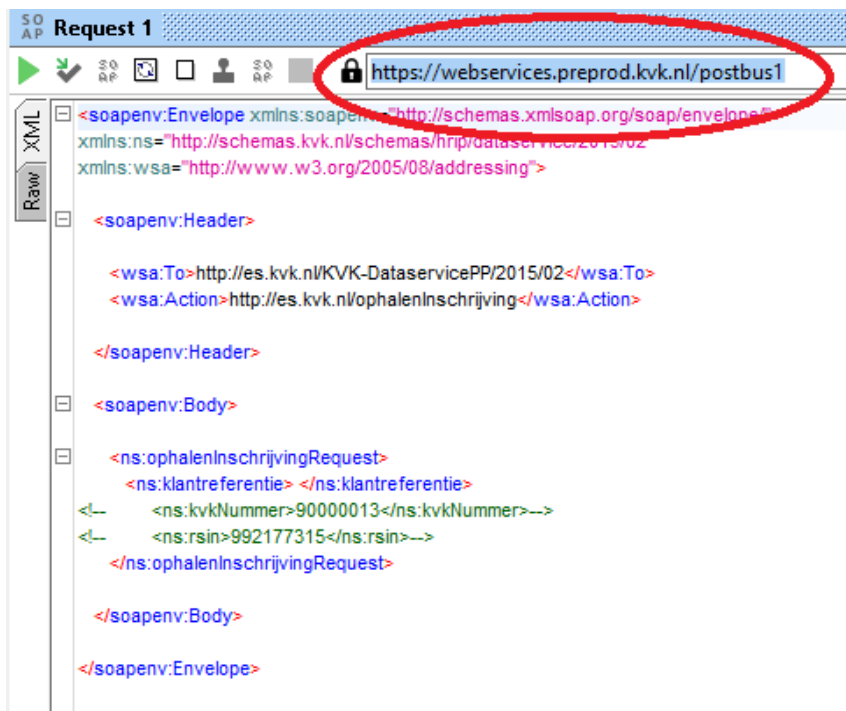 SOAP Request 1
SOAP SOAP https://webservices.preprod.kvk.nl/postbus1
XML
Raw
<soapenv:Envelope xmlns:soapenv="http://schemas.xmlsoap.org/soap/envelope/"
xmlns:ns="http://schemas.kvk.nl/schemas/hrip/dataservice/2015/02"
xmlns:wsa="http://www.w3.org/2005/08/addressing">
<soapenv:Header>
<wsa:To>http://es.kvk.nl/KVK-DataservicePP/2015/02</wsa:To>
<wsa:Action>http://es.kvk.nl/ophalenInschrijving</wsa:Action>
</soapenv:Header>
<soapenv:Body>
<ns:ophalenInschrijvingRequest>
<ns:klantreferentie> </ns:klantreferentie>
<!-- <ns:kvkNummer>90000013</ns:kvkNummer>-->
<!-- <ns:rsin>992177315</ns:rsin>-->
</ns:ophalenInschrijvingRequest>
</soapenv:Body>
</soapenv:Envelope>